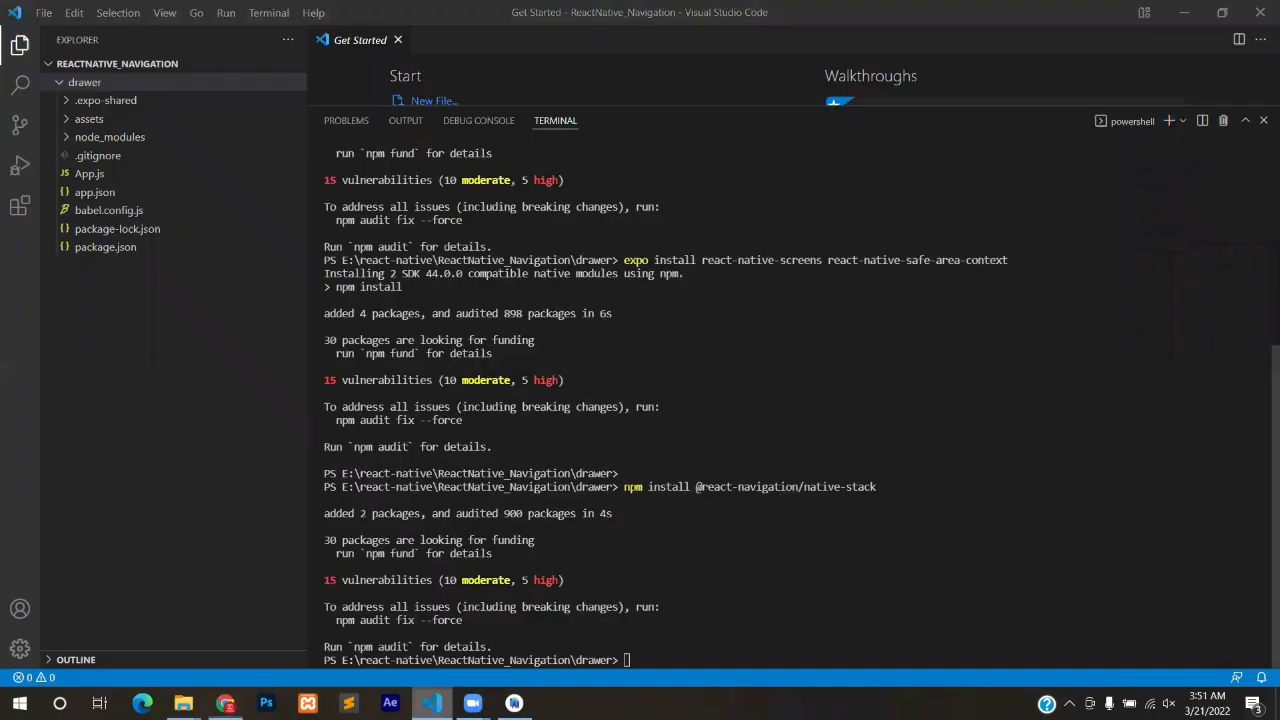 File Edit Selection View Go Run Terminal Help
Get Started - ReactNative_Navigation - Visual Studio Code
EXPLORER
Get Started
REACTNATIVE_NAVIGATION
drawer
.expo-shared
assets
node_modules
.gitignore
App.js
app.json
babel.config.js
package-lock.json
package.json
OUTLINE
Start
Walkthroughs
New File...
PROBLEMS OUTPUT DEBUG CONSOLE TERMINAL
powershell
run `npm fund` for details
15 vulnerabilities (10 moderate, 5 high)
To address all issues (including breaking changes), run:
npm audit fix --force
Run `npm audit` for details.
PS E:\react-native\ReactNative_Navigation\drawer> expo install react-native-screens react-native-safe-area-context
Installing 2 SDK 44.0.0 compatible native modules using npm.
> npm install
added 4 packages, and audited 898 packages in 6s
30 packages are looking for funding
run `npm fund` for details
15 vulnerabilities (10 moderate, 5 high)
To address all issues (including breaking changes), run:
npm audit fix --force
Run `npm audit` for details.
PS E:\react-native\ReactNative_Navigation\drawer>
PS E:\react-native\ReactNative_Navigation\drawer> npm install @react-navigation/native-stack
added 2 packages, and audited 900 packages in 4s
30 packages are looking for funding
run `npm fund` for details
15 vulnerabilities (10 moderate, 5 high)
To address all issues (including breaking changes), run:
npm audit fix --force
Run `npm audit` for details.
PS E:\react-native\ReactNative_Navigation\drawer>
0 0
Ps
Ae
3:51 AM
3/21/2022
3